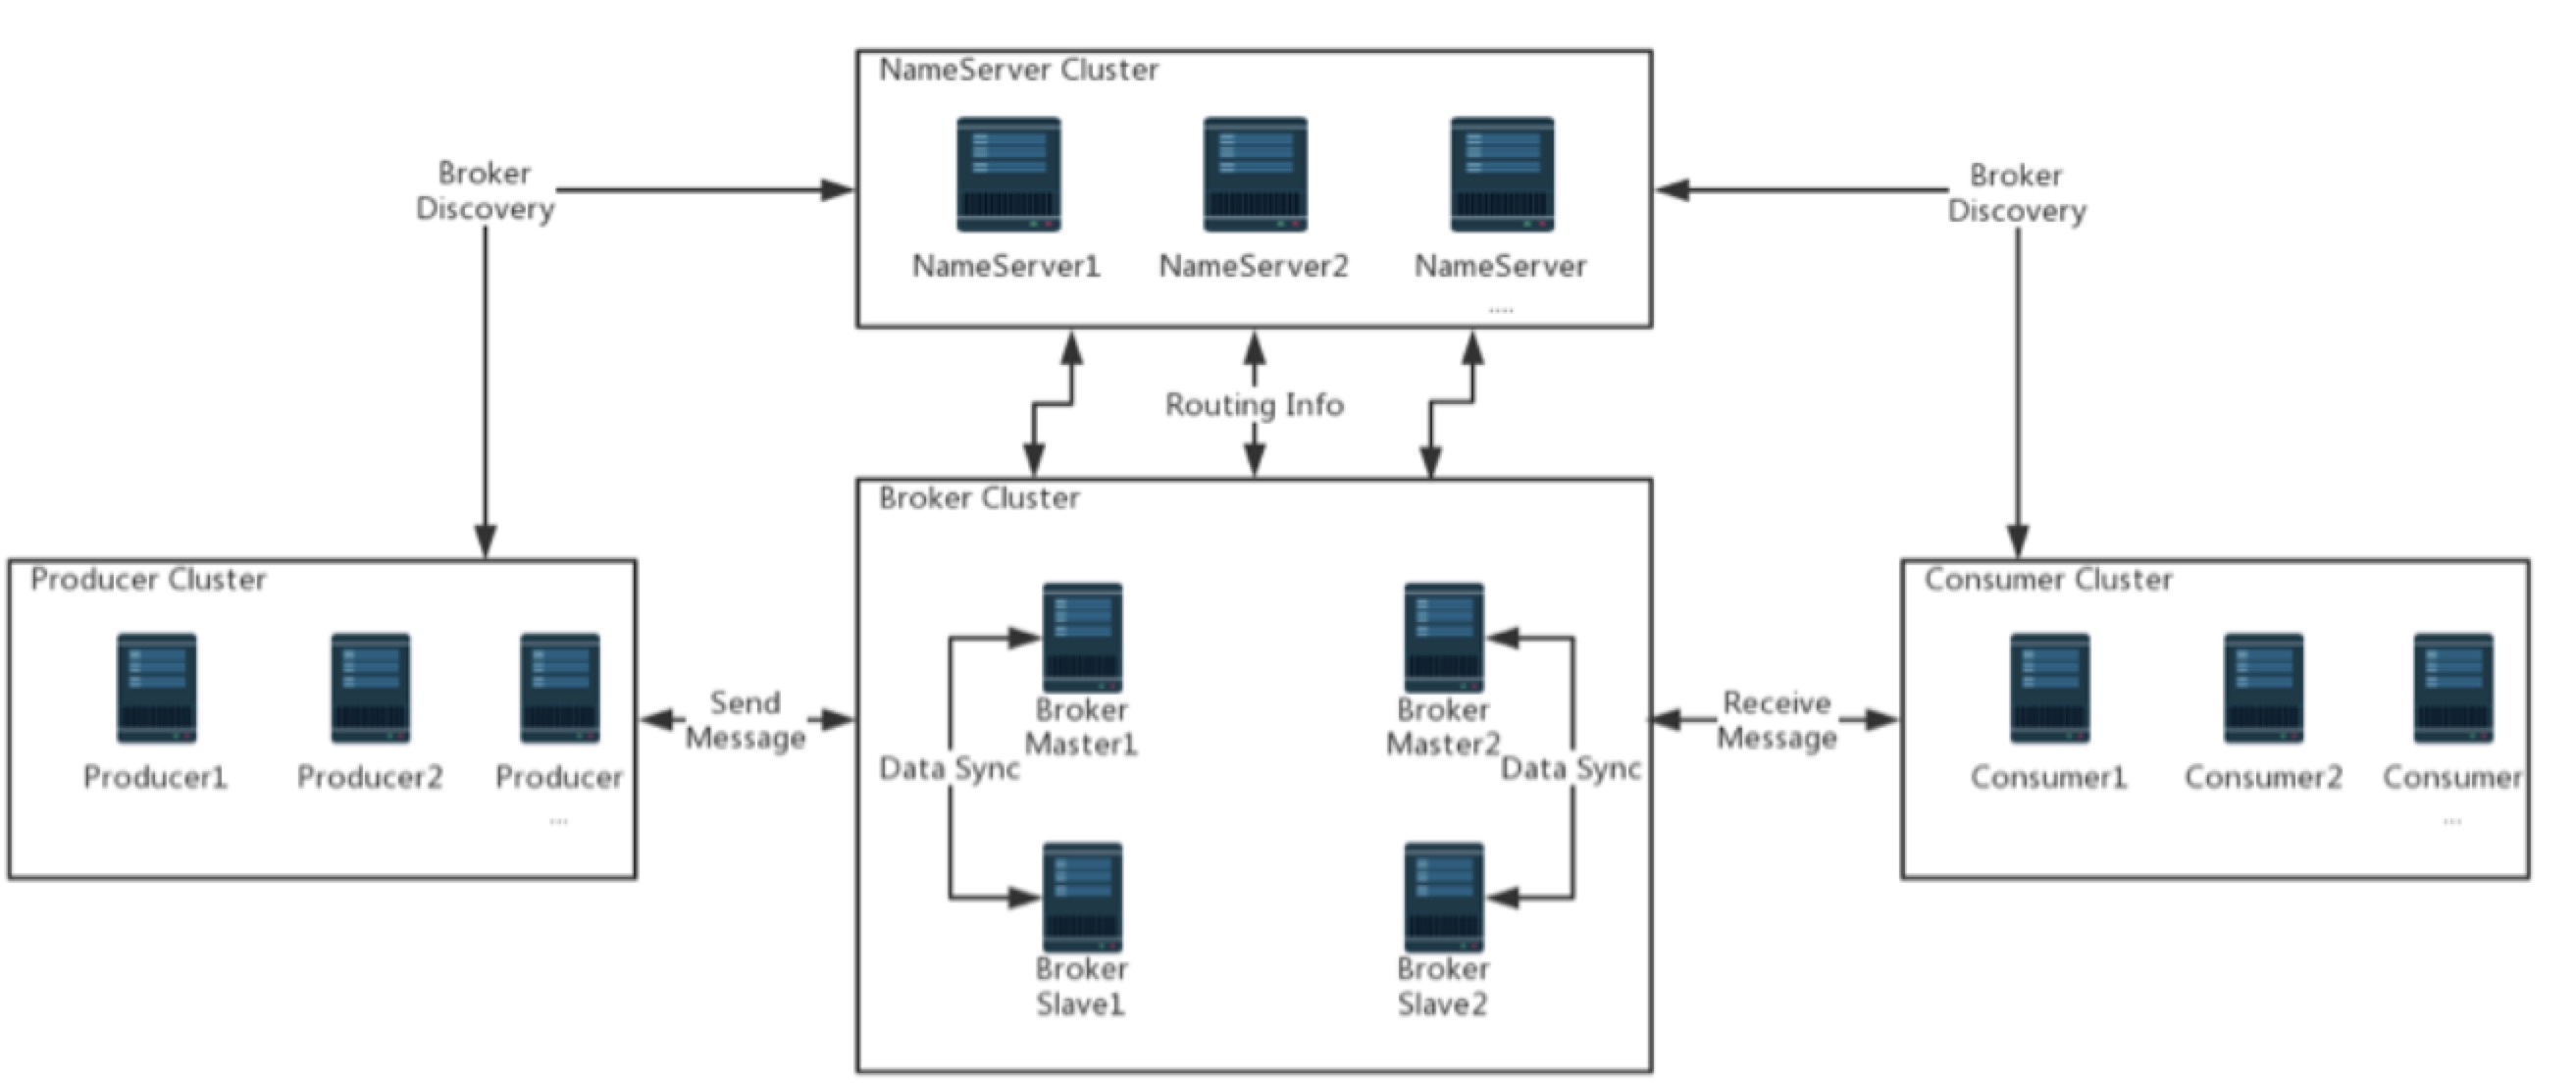 NameServer Cluster
NameServer1
NameServer2
NameServer
....
Broker
Discovery
Broker
Discovery
Routing Info
Producer Cluster
Producer1
Producer2
Producer
...
Send
Message
Broker Cluster
Broker
Master1
Broker
Master2
Data Sync
Data Sync
Broker
Slave1
Broker
Slave2
Receive
Message
Consumer Cluster
Consumer1
Consumer2
Consumer
...